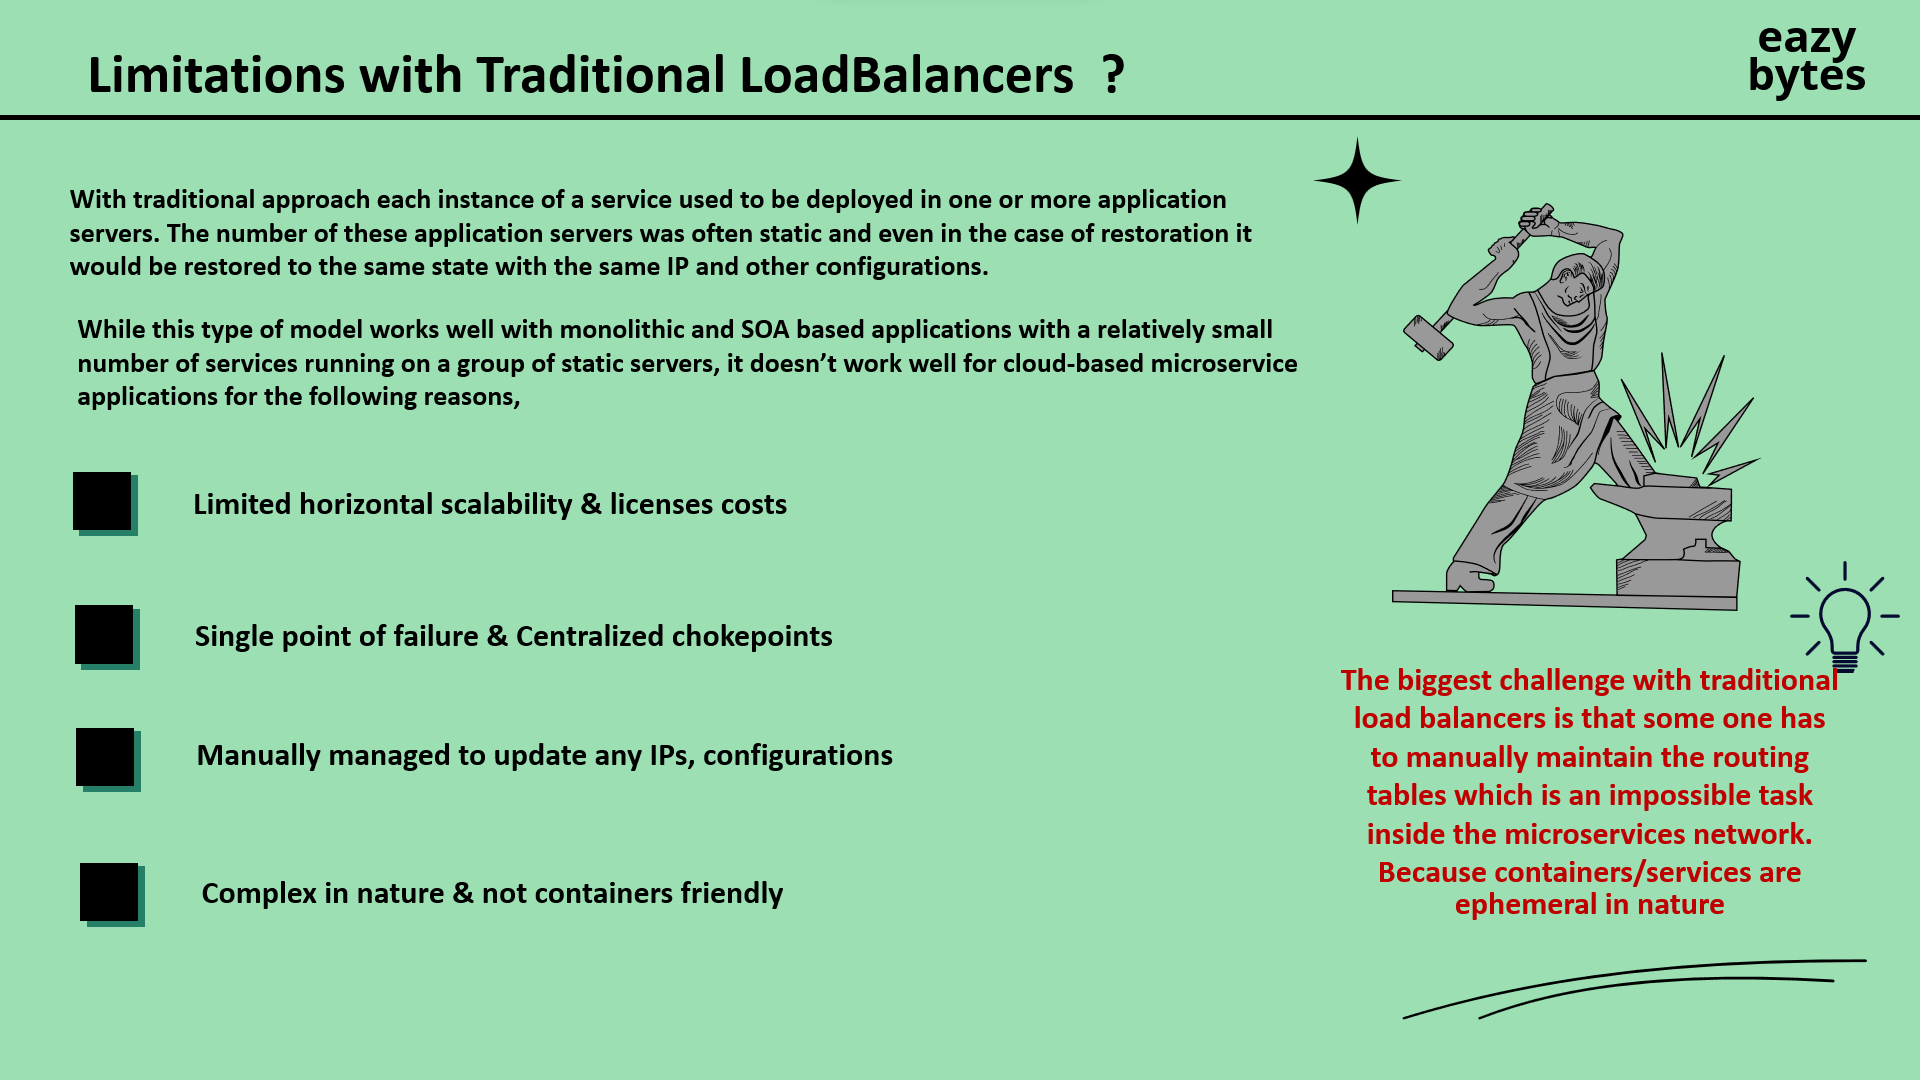 Limitations with Traditional LoadBalancers ?
eazy
bytes
With traditional approach each instance of a service used to be deployed in one or more application
servers. The number of these application servers was often static and even in the case of restoration it
would be restored to the same state with the same IP and other configurations.
While this type of model works well with monolithic and SOA based applications with a relatively small
number of services running on a group of static servers, it doesn’t work well for cloud-based microservice
applications for the following reasons,
Limited horizontal scalability & licenses costs
Single point of failure & Centralized chokepoints
Manually managed to update any IPs, configurations
Complex in nature & not containers friendly
The biggest challenge with traditional
load balancers is that some one has
to manually maintain the routing
tables which is an impossible task
inside the microservices network.
Because containers/services are
ephemeral in nature